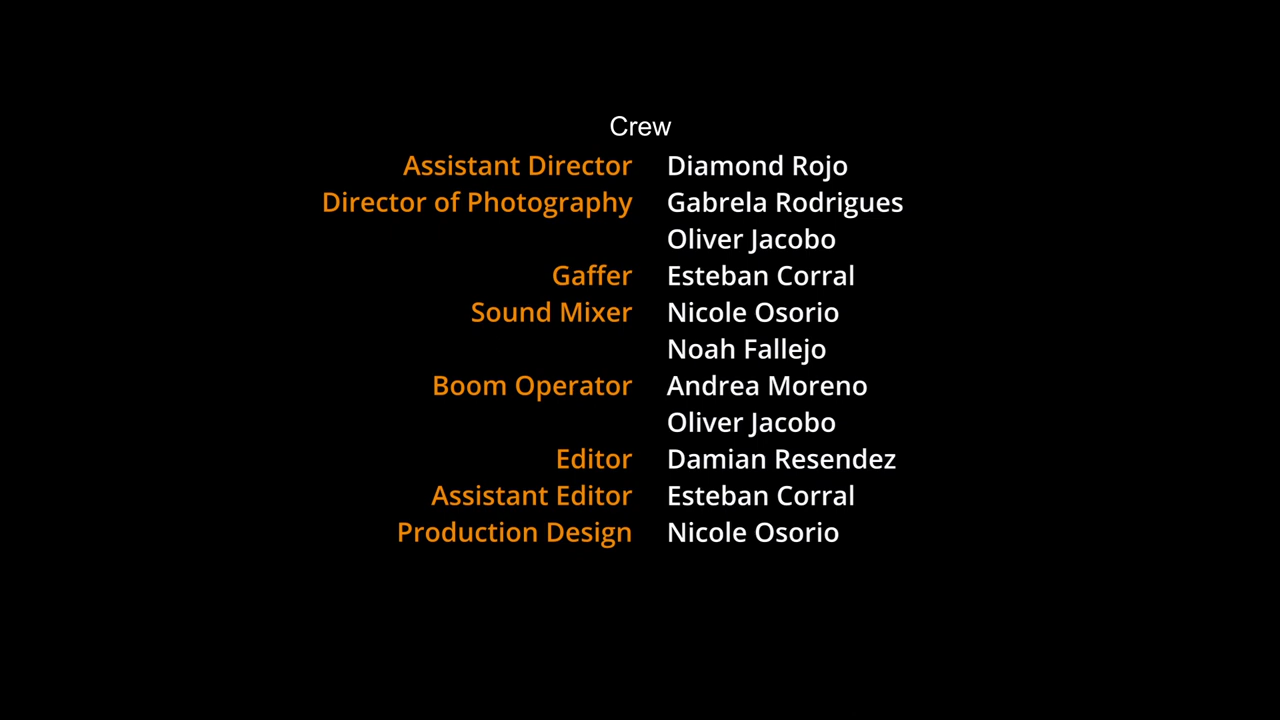 Crew
Assistant Director Diamond Rojo
Director of Photography Gabrela Rodrigues
Oliver Jacobo
Gaffer Esteban Corral
Sound Mixer Nicole Osorio
Noah Fallejo
Boom Operator Andrea Moreno
Oliver Jacobo
Editor Damian Resendez
Assistant Editor Esteban Corral
Production Design Nicole Osorio